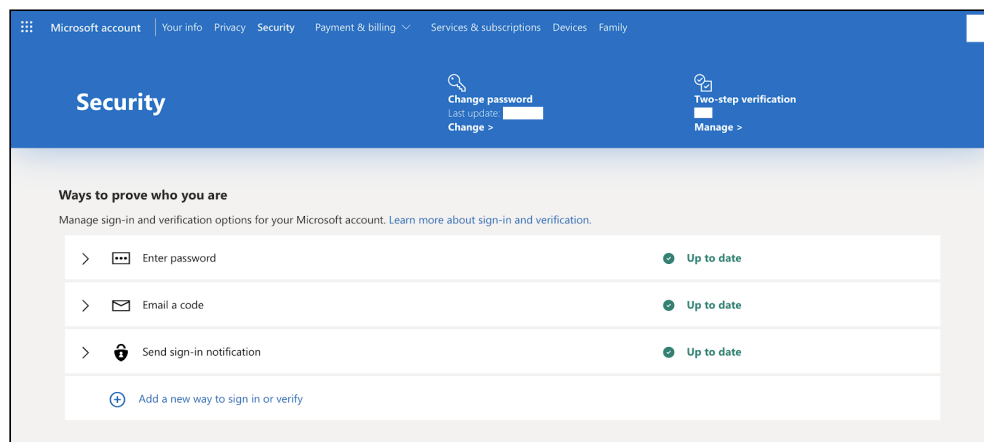 Microsoft account Your info Privacy Security Payment & billing Services & subscriptions Devices Family
Security
Change password
Last update:
Change >
Two-step verification
Manage >
Ways to prove who you are
Manage sign-in and verification options for your Microsoft account. Learn more about sign-in and verification.
Enter password Up to date
Email a code Up to date
Send sign-in notification Up to date
Add a new way to sign in or verify